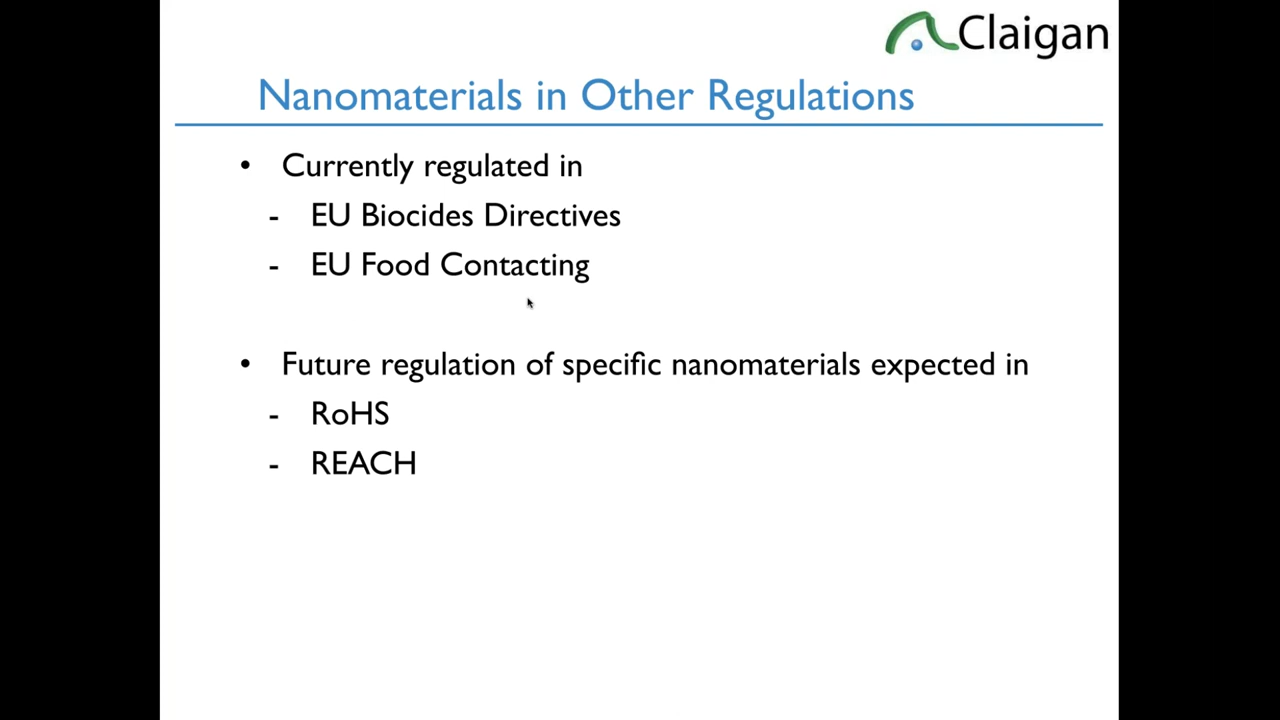 Claigan
Nanomaterials in Other Regulations
• Currently regulated in
- EU Biocides Directives
- EU Food Contacting
• Future regulation of specific nanomaterials expected in
- RoHS
- REACH